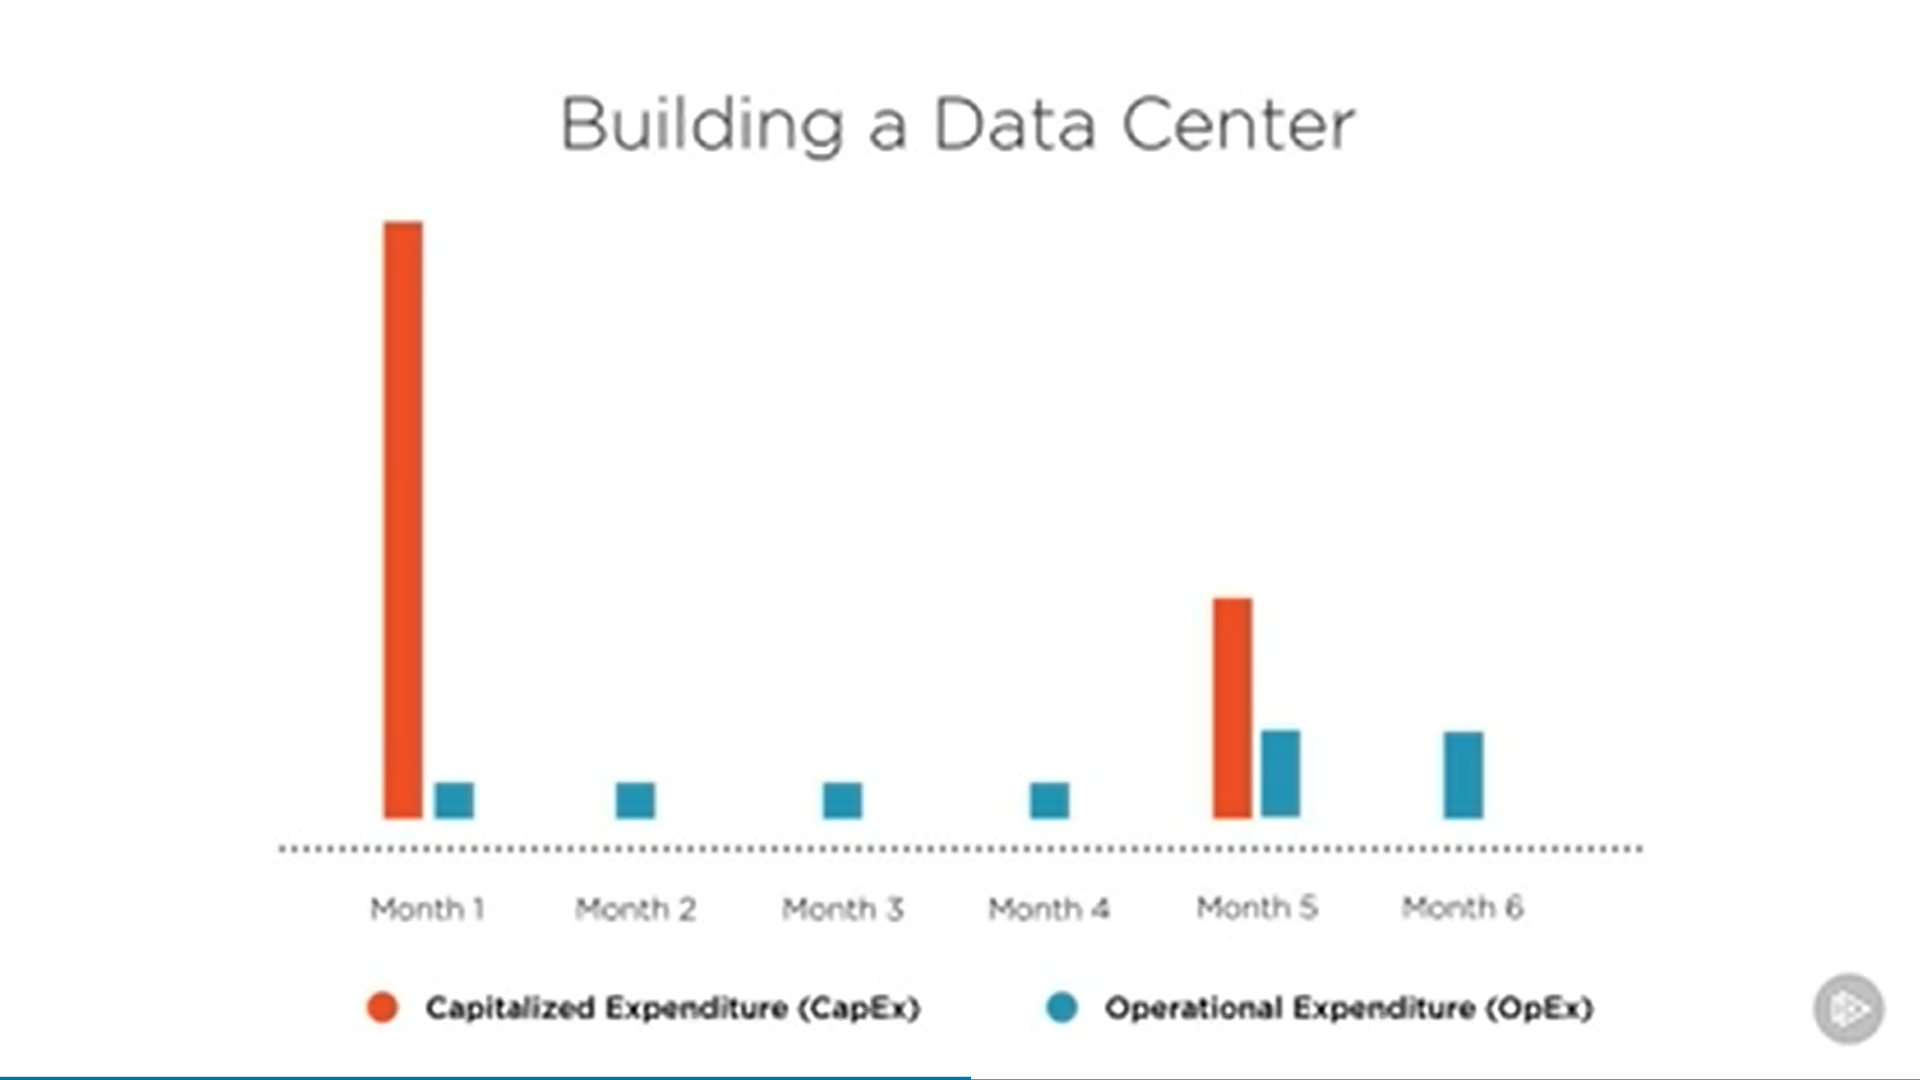 Building a Data Center
Month 1
Month 2
Month 3
Month 4
Month 5
Month 6
Capitalized Expenditure (CapEx)
Operational Expenditure (OpEx)